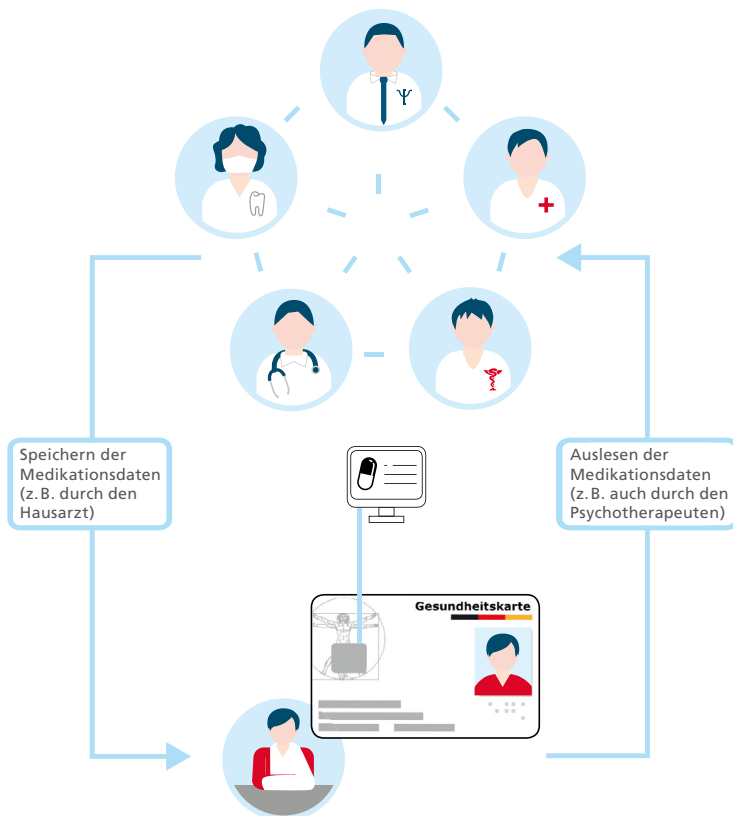 Speichern der
Medikationsdaten
(z. B. durch den
Hausarzt)
Auslesen der
Medikationsdaten
(z. B. auch durch den
Psychotherapeuten)
Gesundheitskarte